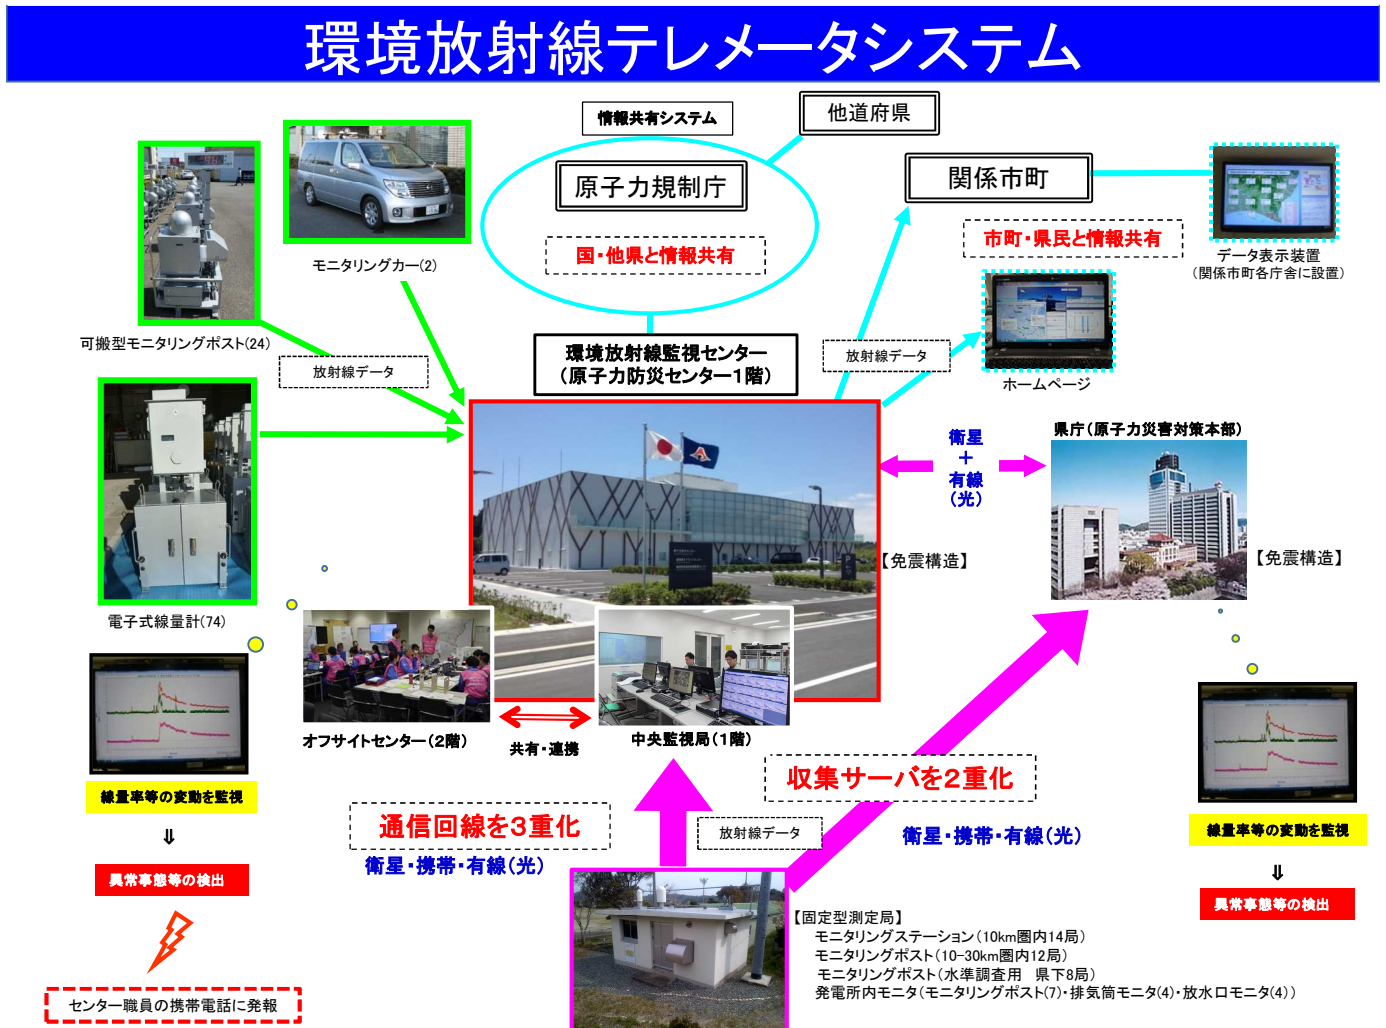 環境放射線テレメータシステム
情報共有システム
他道府県
原子力規制庁
国・他県と情報共有
関係市町
市町・県民と情報共有
データ表示装置
(関係市町各庁舎に設置)
モニタリングカー(2)
可搬型モニタリングポスト(24)
放射線データ
環境放射線監視センター
(原子力防災センター1階)
放射線データ
ホームページ
衛星
+
有線
(光)
県庁(原子力災害対策本部)
【免震構造】
【免震構造】
電子式線量計(74)
オフサイトセンター(2階)
共有・連携
中央監視局(1階)
線量率等の変動を監視
⇓
異常事態等の検出
センター職員の携帯電話に発報
通信回線を3重化
衛星・携帯・有線(光)
放射線データ
収集サーバを2重化
衛星・携帯・有線(光)
線量率等の変動を監視
⇓
異常事態等の検出
【固定型測定局】
モニタリングステーション(10km圏内14局)
モニタリングポスト(10-30km圏内12局)
モニタリングポスト(水準調査用 県下8局)
発電所内モニタ(モニタリングポスト(7)・排気筒モニタ(4)・放水口モニタ(4))